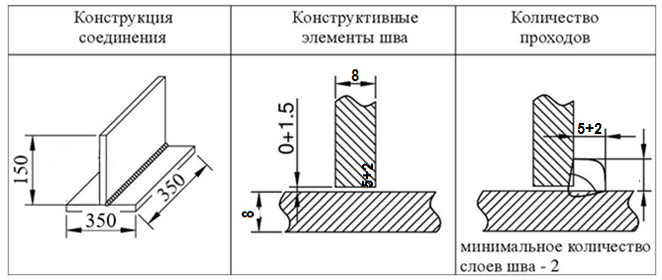 Конструкция
соединения
Конструктивные
элементы шва
Количество
проходов
150
350
350
8
0+1.5
5+2
8
5+2
минимальное количество
слоев шва - 2